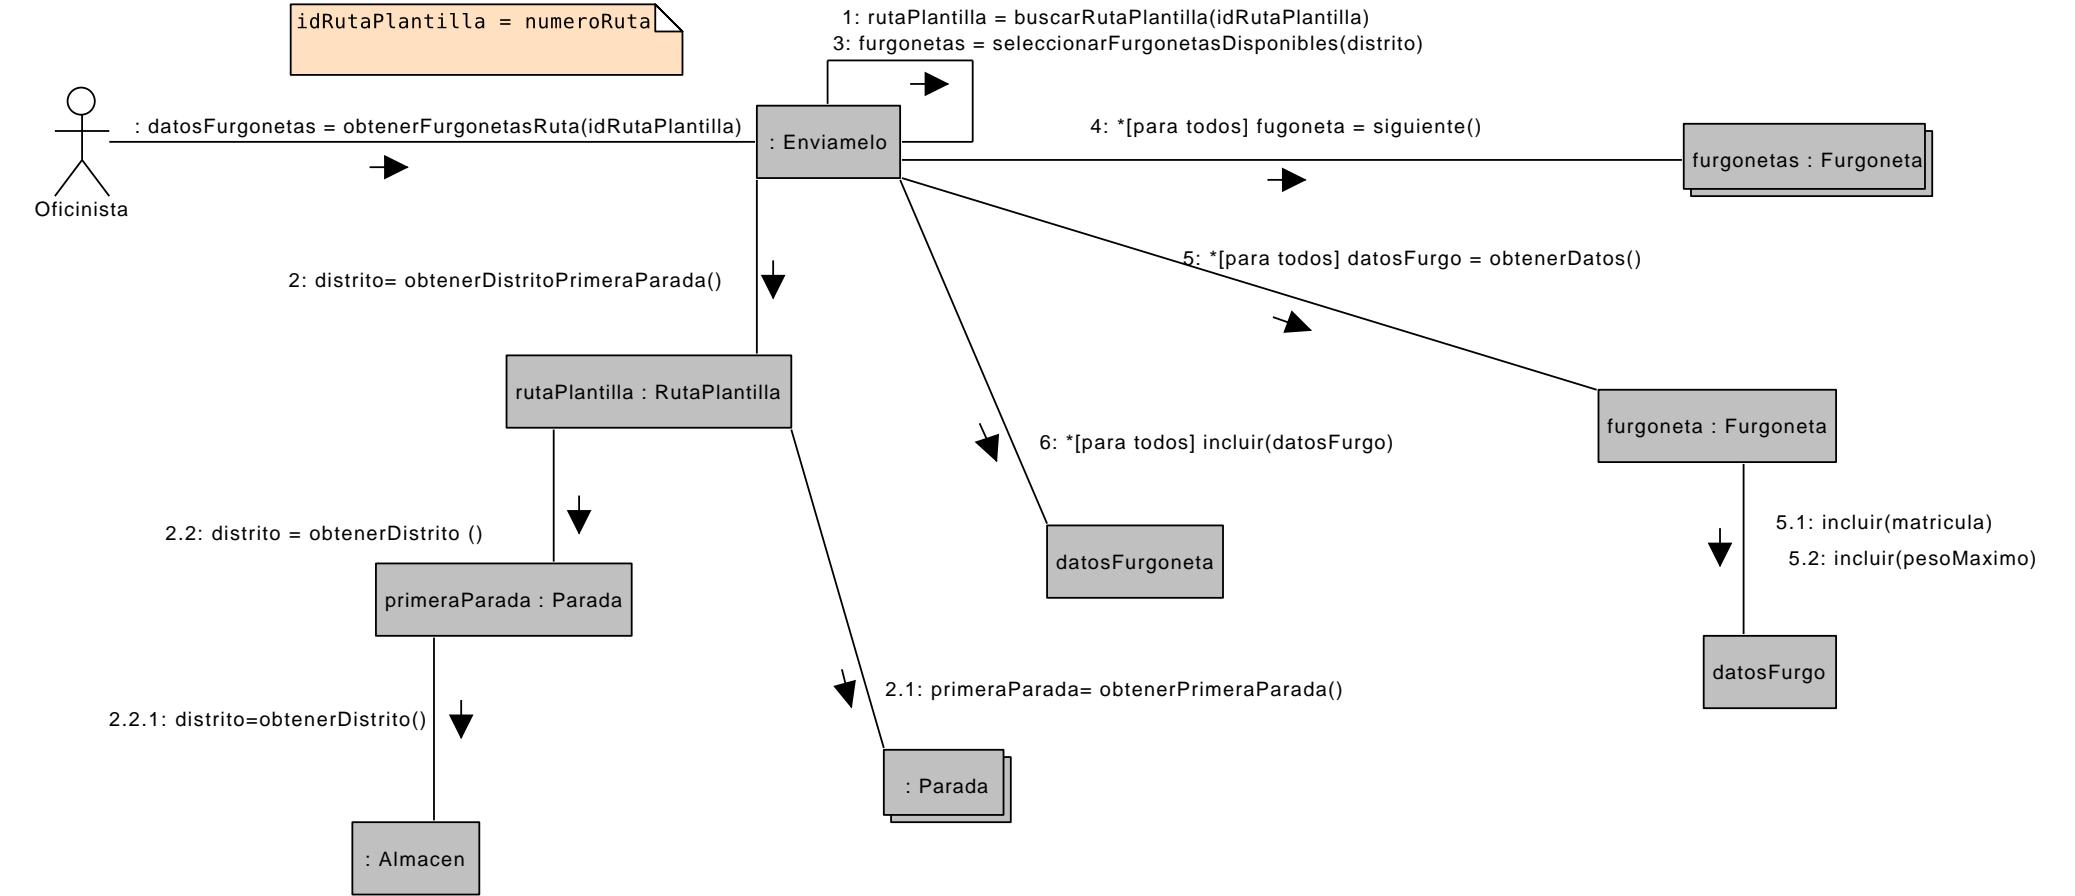 idRutaPlantilla = numeroRuta
1: rutaPlantilla = buscarRutaPlantilla(idRutaPlantilla)
3: furgonetas = seleccionarFurgonetasDisponibles(distrito)
: datosFurgonetas = obtenerFurgonetasRuta(idRutaPlantilla)
: Enviamelo
4: *[para todos] fugoneta = siguiente()
furgonetas : Furgoneta
Oficinista
2: distrito= obtenerDistritoPrimeraParada()
5: *[para todos] datosFurgo = obtenerDatos()
rutaPlantilla : RutaPlantilla
furgoneta : Furgoneta
6: *[para todos] incluir(datosFurgo)
2.2: distrito = obtenerDistrito ()
5.1: incluir(matricula)
5.2: incluir(pesoMaximo)
datosFurgoneta
primeraParada : Parada
datosFurgo
2.1: primeraParada= obtenerPrimeraParada()
2.2.1: distrito=obtenerDistrito()
: Parada
: Almacen